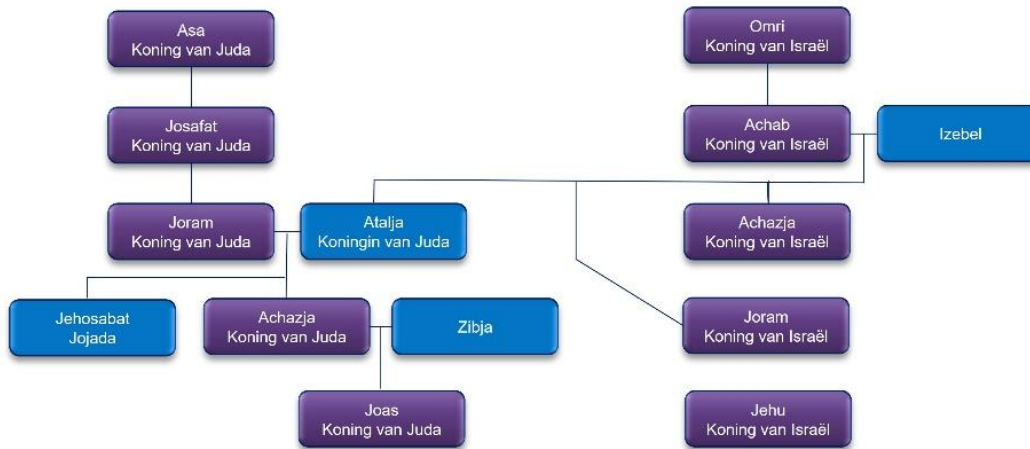 Asa
Koning van Juda
Omri
Koning van Israël
Josafat
Koning van Juda
Achab
Koning van Israël
Izebel
Joram
Koning van Juda
Atalja
Koningin van Juda
Achazja
Koning van Israël
Jehosabat
Jojada
Achazja
Koning van Juda
Zibja
Joram
Koning van Israël
Joas
Koning van Juda
Jehu
Koning van Israël